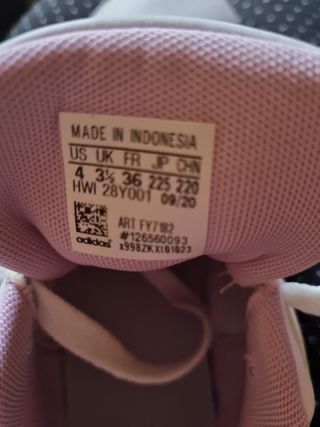 MADE IN INDONESIA
US UK FR JP CHN
4 3½ 36 225 220
HWI 28Y001 09/20
ART FY7182
#126560093
adidas